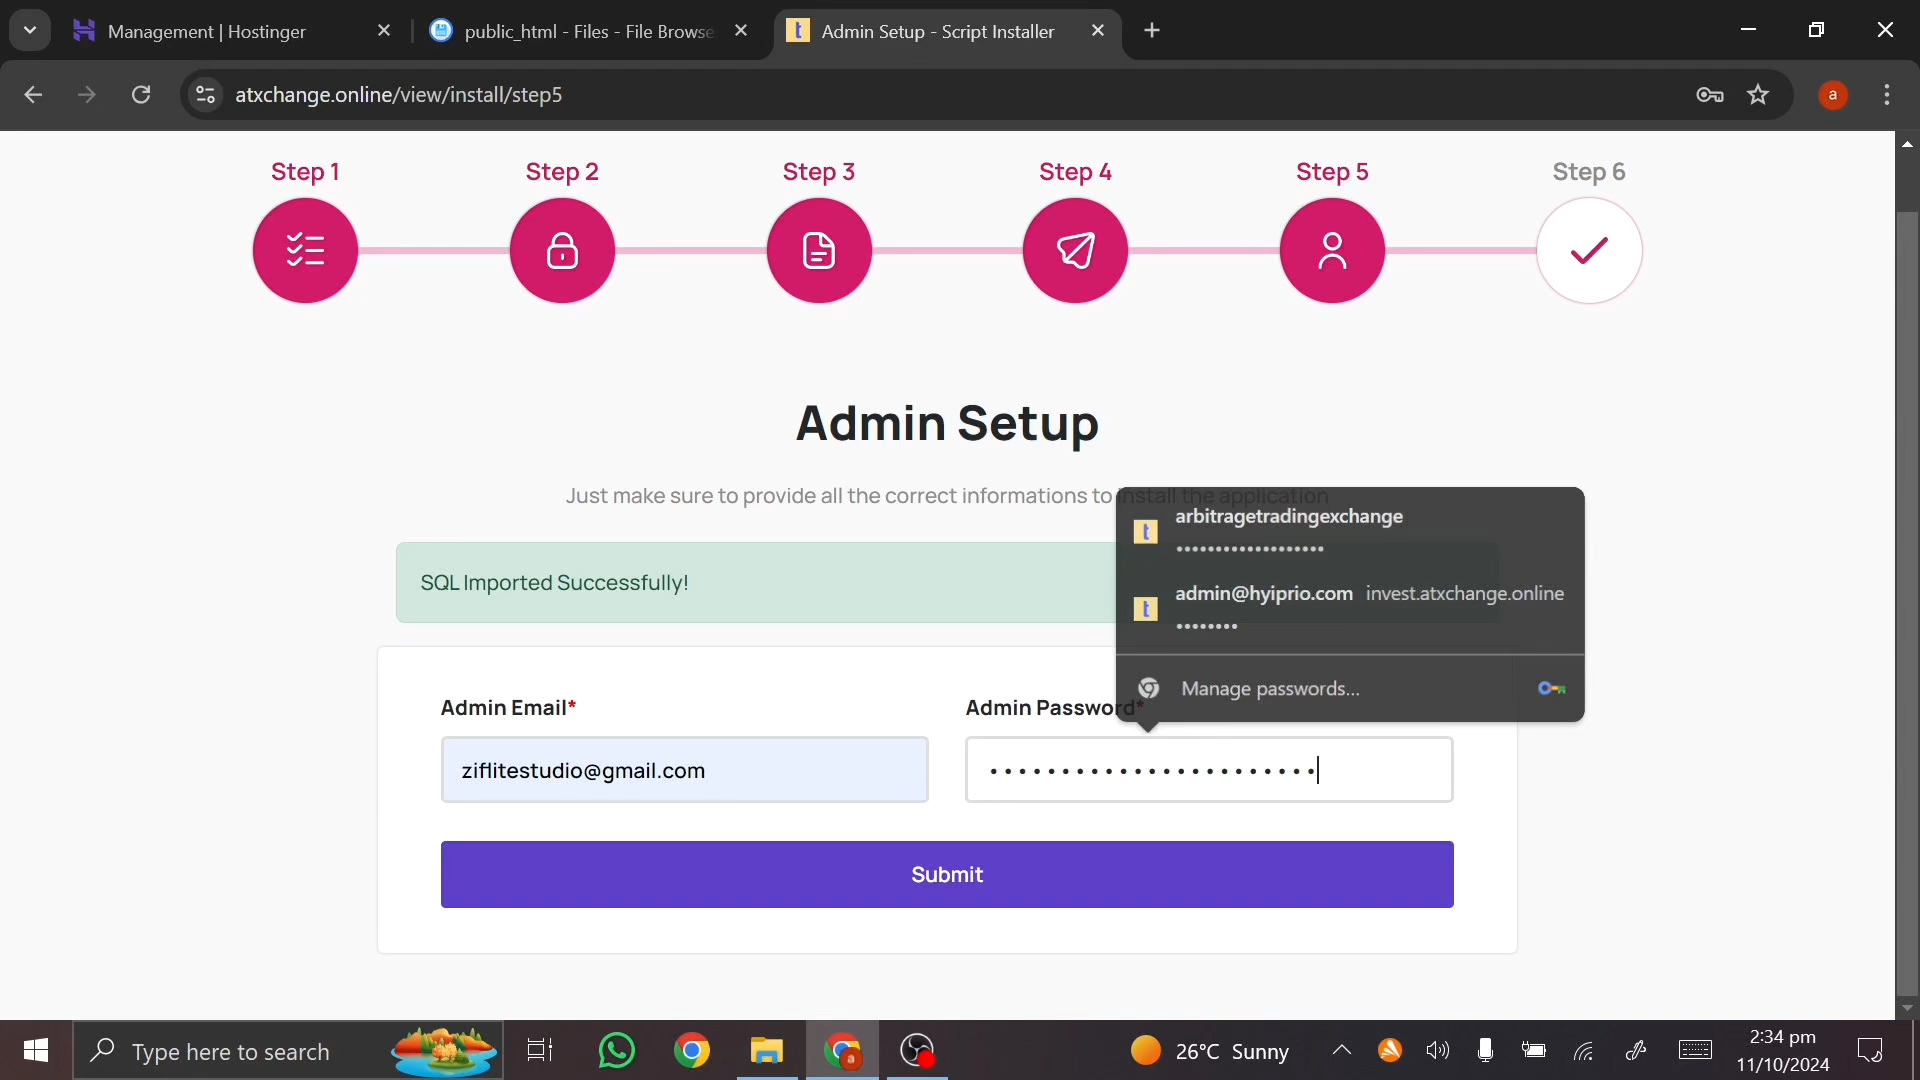 Management | Hostinger
public_html - Files - File Browse
Admin Setup - Script Installer
atxchange.online/view/install/step5
a
Step 1
Step 2
Step 3
Step 4
Step 5
Step 6
Admin Setup
Just make sure to provide all the correct informations to install the application
arbitragetradingexchange
•••••••••••••••••••
SQL Imported Successfully!
admin@hyiprio.com invest.atxchange.online
••••••••
Manage passwords...
Admin Email*
Admin Password*
ziflitestudio@gmail.com
•••••••••••••••••••••••
Submit
Type here to search
26°C Sunny
2:34 pm
11/10/2024